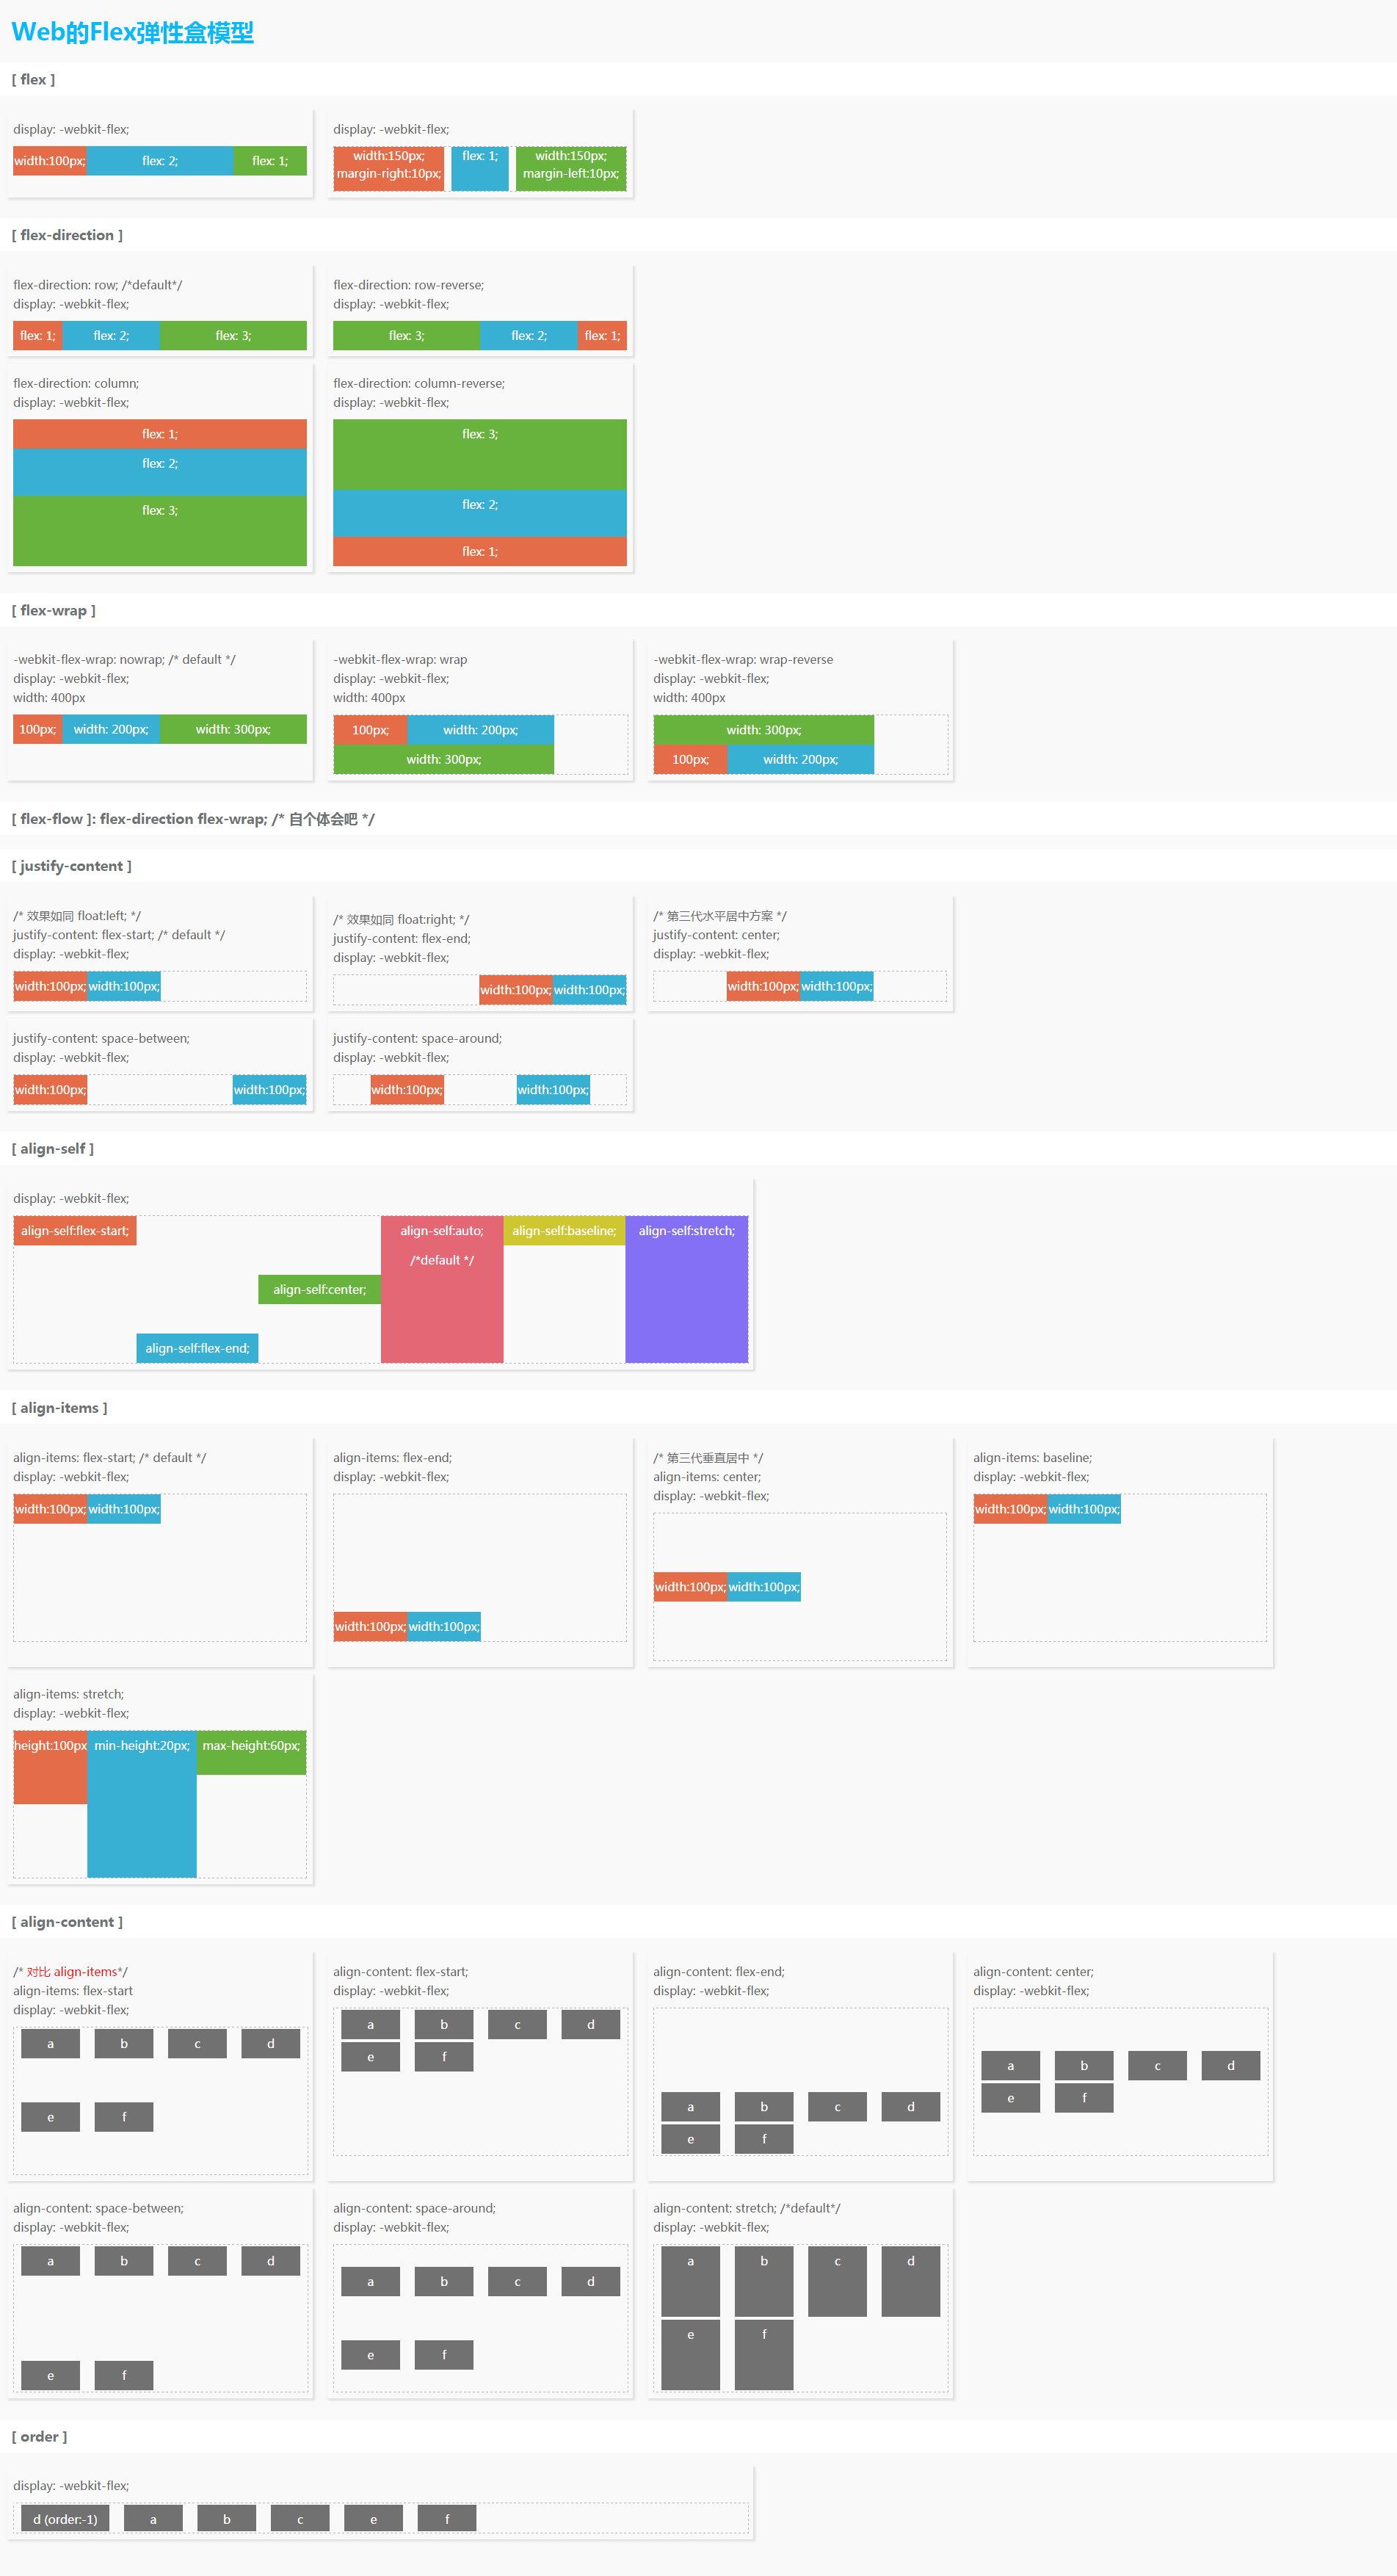 Web的Flex弹性盒模型
[ flex ]
display: -webkit-flex;
width:100px;
flex: 2;
flex: 1;
display: -webkit-flex;
width:150px;
margin-right:10px;
flex: 1;
width:150px;
margin-left:10px;
[ flex-direction ]
flex-direction: row; /*default*/
display: -webkit-flex;
flex: 1;
flex: 2;
flex: 3;
flex-direction: row-reverse;
display: -webkit-flex;
flex: 3;
flex: 2;
flex: 1;
flex-direction: column;
display: -webkit-flex;
flex: 1;
flex: 2;
flex: 3;
flex-direction: column-reverse;
display: -webkit-flex;
flex: 3;
flex: 2;
flex: 1;
[ flex-wrap ]
-webkit-flex-wrap: nowrap; /* default */
display: -webkit-flex;
width: 400px
100px;
width: 200px;
width: 300px;
-webkit-flex-wrap: wrap
display: -webkit-flex;
width: 400px
100px;
width: 200px;
width: 300px;
-webkit-flex-wrap: wrap-reverse
display: -webkit-flex;
width: 400px
width: 300px;
100px;
width: 200px;
[ flex-flow ]: flex-direction flex-wrap; /* 自个体会吧 */
[ justify-content ]
/* 效果如同 float:left; */
justify-content: flex-start; /* default */
display: -webkit-flex;
width:100px;
width:100px;
/* 效果如同 float:right; */
justify-content: flex-end;
display: -webkit-flex;
width:100px;
width:100px;
/* 第三代水平居中方案 */
justify-content: center;
display: -webkit-flex;
width:100px;
width:100px;
justify-content: space-between;
display: -webkit-flex;
width:100px;
width:100px;
justify-content: space-around;
display: -webkit-flex;
width:100px;
width:100px;
[ align-self ]
display: -webkit-flex;
align-self:flex-start;
align-self:flex-end;
align-self:center;
align-self:auto;
/*default */
align-self:baseline;
align-self:stretch;
[ align-items ]
align-items: flex-start; /* default */
display: -webkit-flex;
width:100px;
width:100px;
align-items: flex-end;
display: -webkit-flex;
width:100px;
width:100px;
/* 第三代垂直居中 */
align-items: center;
display: -webkit-flex;
width:100px;
width:100px;
align-items: baseline;
display: -webkit-flex;
width:100px;
width:100px;
align-items: stretch;
display: -webkit-flex;
height:100px
min-height:20px;
max-height:60px;
[ align-content ]
/* 对比 align-items*/
align-items: flex-start
display: -webkit-flex;
a
b
c
d
e
f
align-content: flex-start;
display: -webkit-flex;
a
b
c
d
e
f
align-content: flex-end;
display: -webkit-flex;
a
b
c
d
e
f
align-content: center;
display: -webkit-flex;
a
b
c
d
e
f
align-content: space-between;
display: -webkit-flex;
a
b
c
d
e
f
align-content: space-around;
display: -webkit-flex;
a
b
c
d
e
f
align-content: stretch; /*default*/
display: -webkit-flex;
a
b
c
d
e
f
[ order ]
display: -webkit-flex;
d (order:-1)
a
b
c
e
f